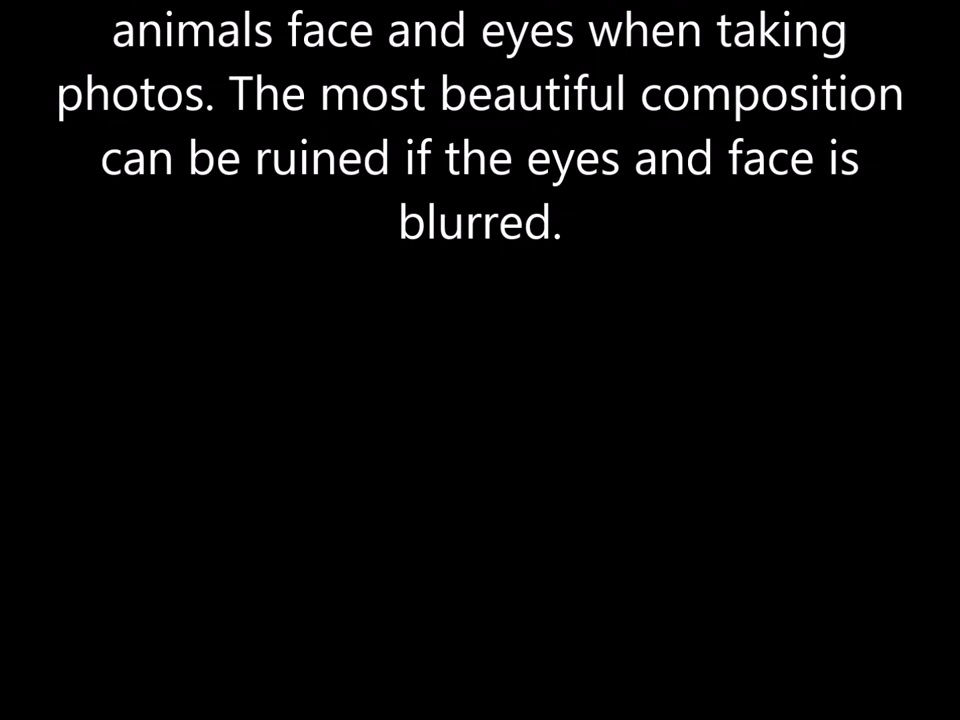 animals face and eyes when taking
photos. The most beautiful composition
can be ruined if the eyes and face is
blurred.